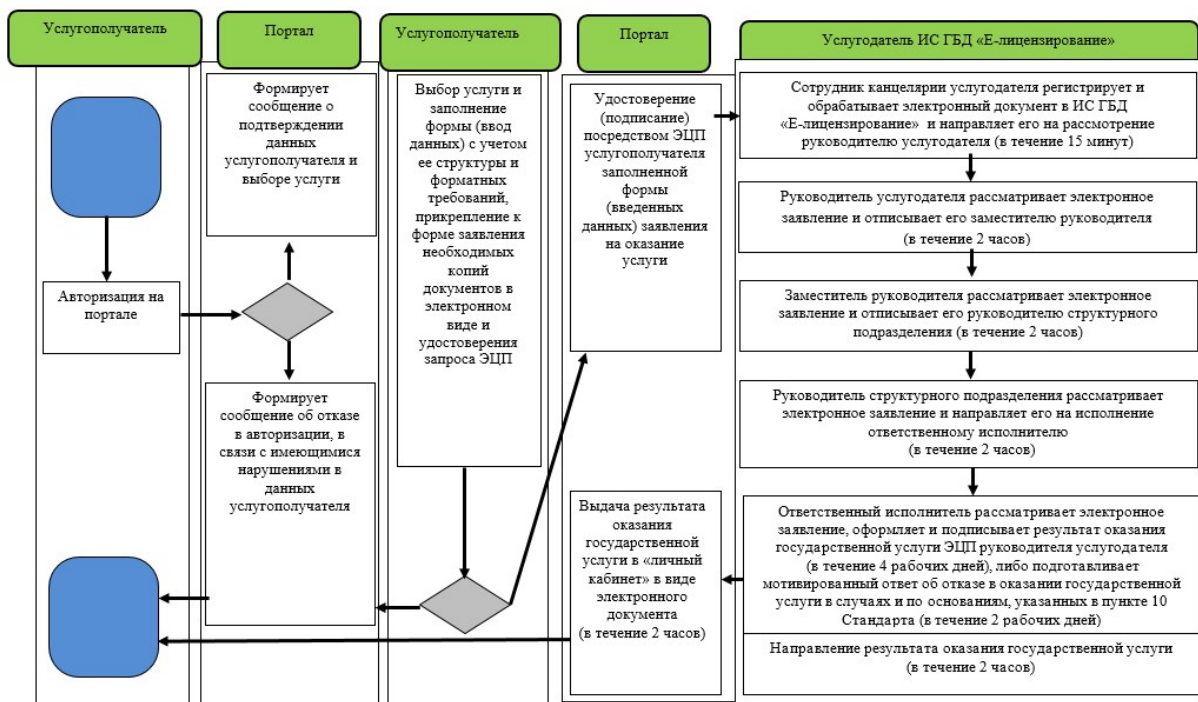 Услугополучатель
Портал
Услугополучатель
Портал
Услугодатель ИС ГБД «Е-лицензирование»
Авторизация на
портале
Формирует
сообщение о
подтверждении
данных
услугополучателя и
выборе услуги
Формирует
сообщение об отказе
в авторизации, в
связи с имеющимися
нарушениями в
данных
услугополучателя
Выбор услуги и
заполнение
формы (ввод
данных) с учетом
ее структуры и
форматных
требований,
прикрепление к
форме заявления
необходимых
копий
документов в
электронном
виде и
удостоверения
запроса ЭЦП
Удостоверение
(подписание)
посредством ЭЦП
услугополучателя
заполненной
формы
(введенных
данных) заявления
на оказание
услуги
Выдача результата
оказания
государственной
услуги в «личный
кабинет» в виде
электронного
документа
(в течение 2 часов)
Сотрудник канцелярии услугодателя регистрирует и
обрабатывает электронный документ в ИС ГБД
«Е-лицензирование» и направляет его на рассмотрение
руководителю услугодателя (в течение 15 минут)
Руководитель услугодателя рассматривает электронное
заявление и отписывает его заместителю руководителя
(в течение 2 часов)
Заместитель руководителя рассматривает электронное
заявление и отписывает его руководителю структурного
подразделения (в течение 2 часов)
Руководитель структурного подразделения рассматривает
электронное заявление и направляет его на исполнение
ответственному исполнителю
(в течение 2 часов)
Ответственный исполнитель рассматривает электронное
заявление, оформляет и подписывает результат оказания
государственной услуги ЭЦП руководителя услугодателя
(в течение 4 рабочих дней), либо подготавливает
мотивированный ответ об отказе в оказании государственной
услуги в случаях и по основаниям, указанных в пункте 10
Стандарта (в течение 2 рабочих дней)
Направление результата оказания государственной услуги
(в течение 2 часов)